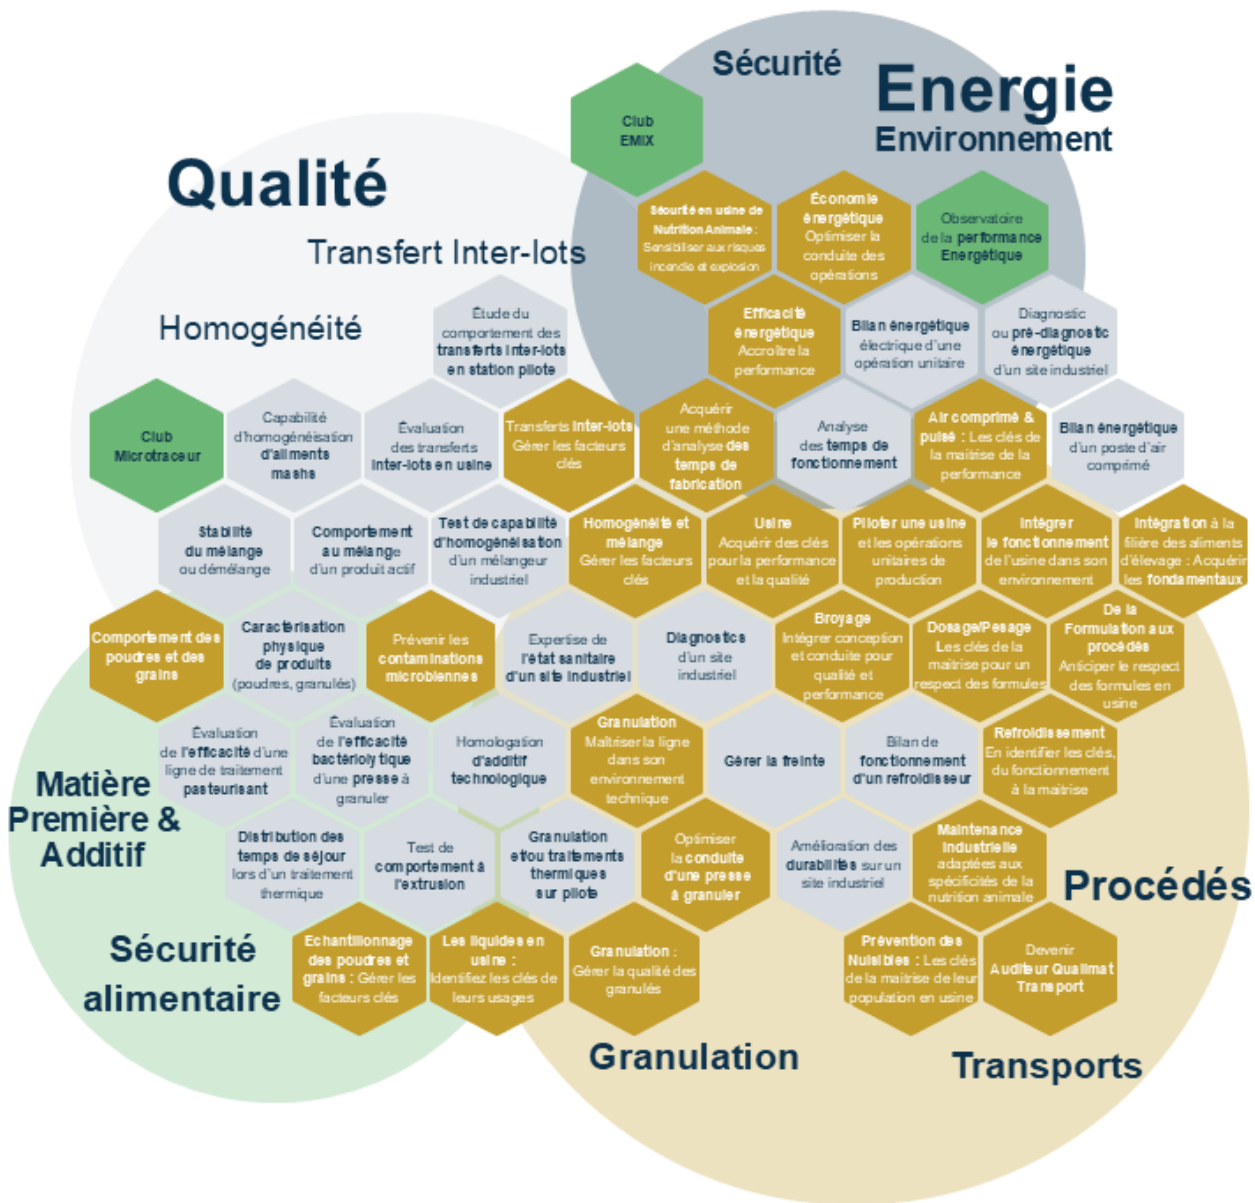 Sécurité
Energie
Environnement
Club
EMIX
Qualité
Transfert Inter-lots
Homogénéité
Sécurité en usine de
Nutrition Animale :
Sensibiliser aux risques
incendie et explosion
Économie
énergétique
Optimiser la
conduite des
opérations
Observatoire
de la performance
Energétique
Étude du
comportement des
transferts inter-lots
en station pilote
Efficacité
énergétique
Accroître la
performance
Bilan énergétique
électrique d'une
opération unitaire
Diagnostic
ou pré-diagnostic
énergétique
d'un site industriel
Club
Microtraceur
Capabilité
d'homogénéisation
d'aliments
mashs
Évaluation
des transferts
inter-lots en usine
Transferts Inter-lots
Gérer les facteurs
clés
Acquérir
une méthode
d'analyse des
temps de
fabrication
Analyse
des temps de
fonctionnement
Air comprimé &
pulsé : Les clés de
la maitrise de la
performance
Bilan énergétique
d'un poste d'air
comprimé
Stabilité
du mélange
ou démélange
Comportement
au mélange
d'un produit actif
Test de capabilité
d'homogénéisation
d'un mélangeur
industriel
Homogénéité et
mélange
Gérer les facteurs
clés
Usine
Acquérir des clés
pour la performance
et la qualité
Piloter une usine
et les opérations
unitaires de
production
Intégrer
le fonctionnement
de l'usine dans son
environnement
Intégration à la
filière des aliments
d'élevage : Acquérir
les fondamentaux
Comportement des
poudres et des
grains
Caractérisation
physique
de produits
(poudres, granulés)
Prévenir les
contaminations
microbiennes
Expertise de
l'état sanitaire
d'un site industriel
Diagnostics
d'un site
industriel
Broyage
Intégrer conception
et conduite pour
qualité et
performance
Dosage/Pesage
Les clés de la
maitrise pour un
respect des formules
De la
Formulation aux
procédés
Anticiper le respect
des formules en
usine
Évaluation
de l'efficacité d'une
ligne de traitement
pasteurisant
Évaluation
de l'efficacité
bactériolytique
d'une presse à
granuler
Homologation
d'additif
technologique
Granulation
Maîtriser la ligne
dans son
environnement
technique
Gérer la freinte
Bilan de
fonctionnement
d'un refroidisseur
Refroidissement
En identifier les clés,
du fonctionnement
à la maitrise
Matière
Première &
Additif
Distribution des
temps de séjour
lors d'un traitement
thermique
Test de
comportement à
l'extrusion
Granulation
et/ou traitements
thermiques
sur pilote
Optimiser
la conduite
d'une presse
à granuler
Amélioration des
durabilités sur un
site industriel
Maintenance
industrielle
adaptées aux
spécificités de la
nutrition animale
Procédés
Sécurité
alimentaire
Echantillonnage
des poudres et
grains : Gérer les
facteurs clés
Les liquides en
usine :
Identifiez les clés de
leurs usages
Granulation :
Gérer la qualité des
granulés
Prévention des
Nuisibles : Les clés
de la maitrise de leur
population en usine
Devenir
Auditeur Qualimat
Transport
Granulation
Transports